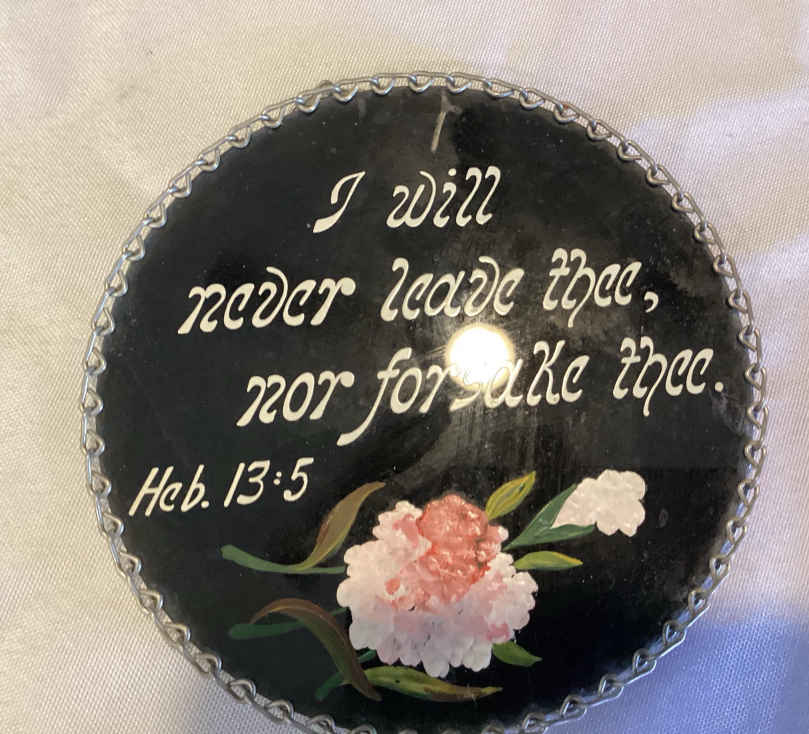 I will
never leave thee,
nor forsake thee.
Heb. 13:5